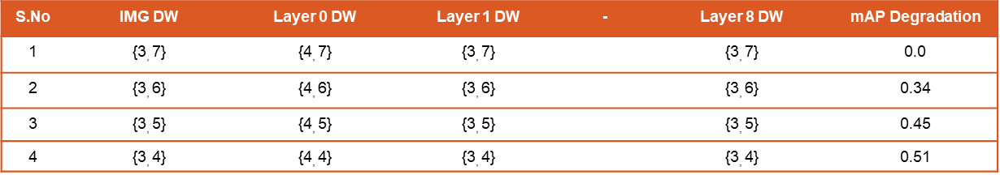 S.No IMG DW Layer 0 DW Layer 1 DW - Layer 8 DW mAP Degradation
1 {3, 7} {4, 7} {3, 7} {3, 7} 0.0
2 {3, 6} {4, 6} {3, 6} {3, 6} 0.34
3 {3, 5} {4, 5} {3, 5} {3, 5} 0.45
4 {3, 4} {4, 4} {3, 4} {3, 4} 0.51